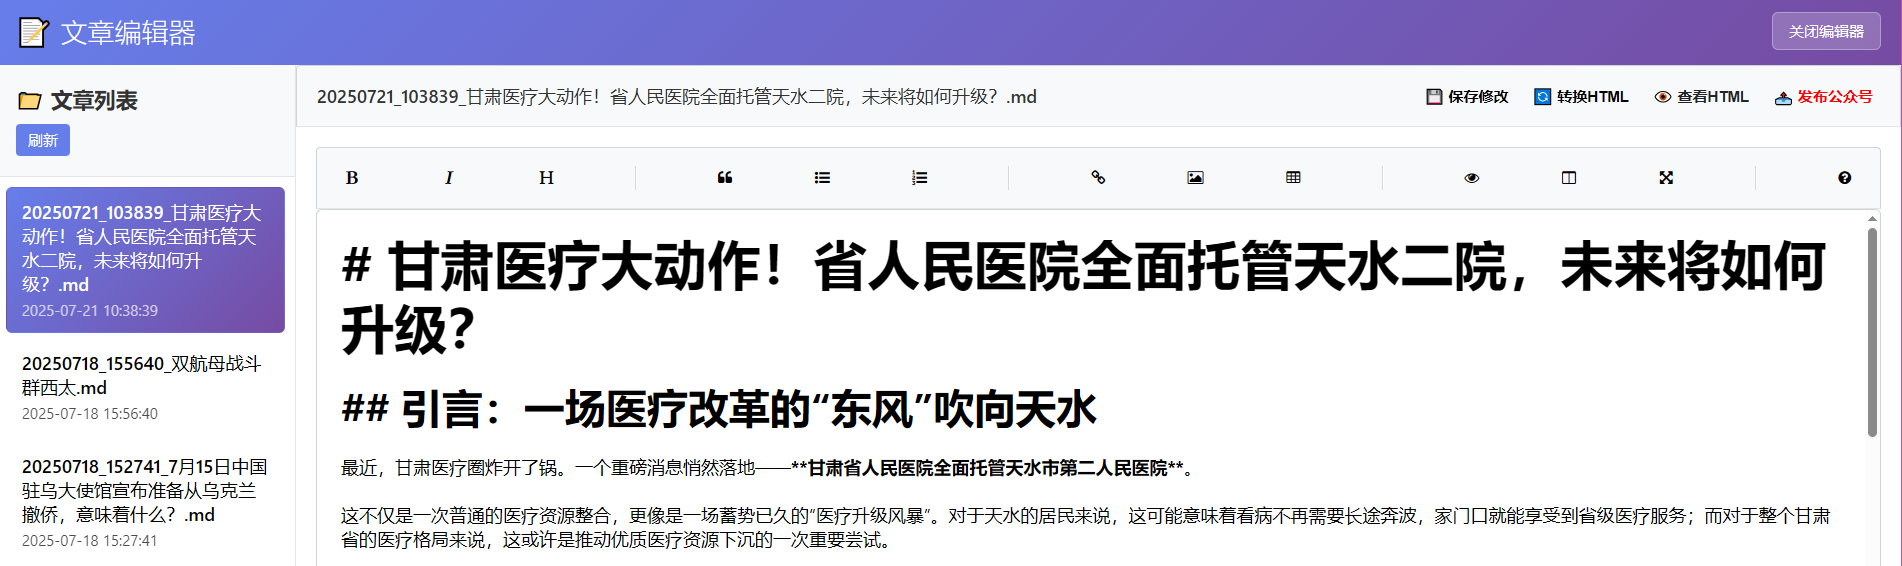 文章编辑器
关闭编辑器
文章列表
刷新
20250721_103839_甘肃医疗大
动作！省人民医院全面托管天
水二院，未来将如何升
级？.md
2025-07-21 10:38:39
20250718_155640_双航母战斗
群西太.md
2025-07-18 15:56:40
20250718_152741_7月15日中国
驻乌大使馆宣布准备从乌克兰
撤侨，意味着什么？.md
2025-07-18 15:27:41
20250721_103839_甘肃医疗大动作！省人民医院全面托管天水二院，未来将如何升级？.md
保存修改 转换HTML 查看HTML 发布公众号
B I H
# 甘肃医疗大动作！省人民医院全面托管天水二院，未来将如何
升级？
## 引言：一场医疗改革的“东风”吹向天水
最近，甘肃医疗圈炸开了锅。一个重磅消息悄然落地——**甘肃省人民医院全面托管天水市第二人民医院**。
这不仅是一次普通的医疗资源整合，更像是一场蓄势已久的“医疗升级风暴”。对于天水的居民来说，这可能意味着看病不再需要长途奔波，家门口就能享受到省级医疗服务；而对于整个甘肃
省的医疗格局来说，这或许是推动优质医疗资源下沉的一次重要尝试。